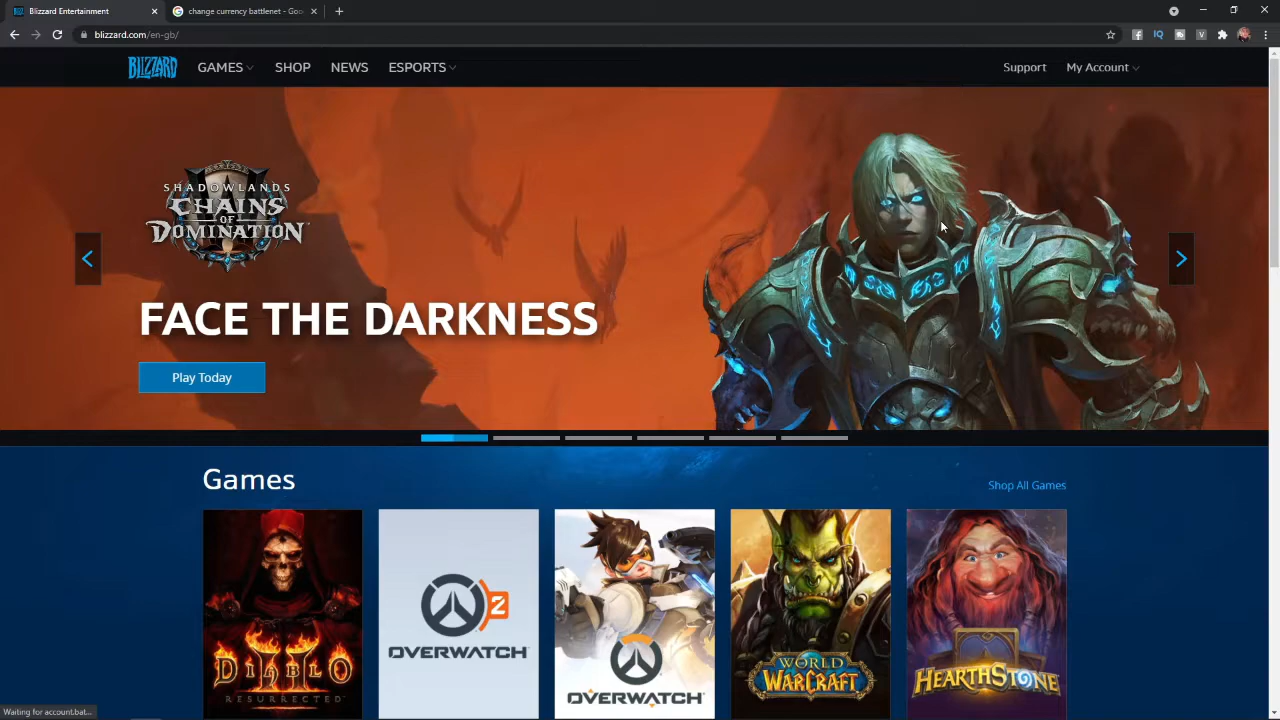 Blizzard Entertainment
change currency battlenet - Goo
blizzard.com/en-gb/
BLIZZARD
GAMES
SHOP
NEWS
ESPORTS
Support
My Account
SHADOWLANDS
CHAINS
OF
DOMINATION
FACE THE DARKNESS
Play Today
Games
Shop All Games
DIABLO
II
RESURRECTED
2
OVERWATCH
OVERWATCH
WORLD
OF
WARCRAFT
HEARTHSTONE
Waiting for account.bat...